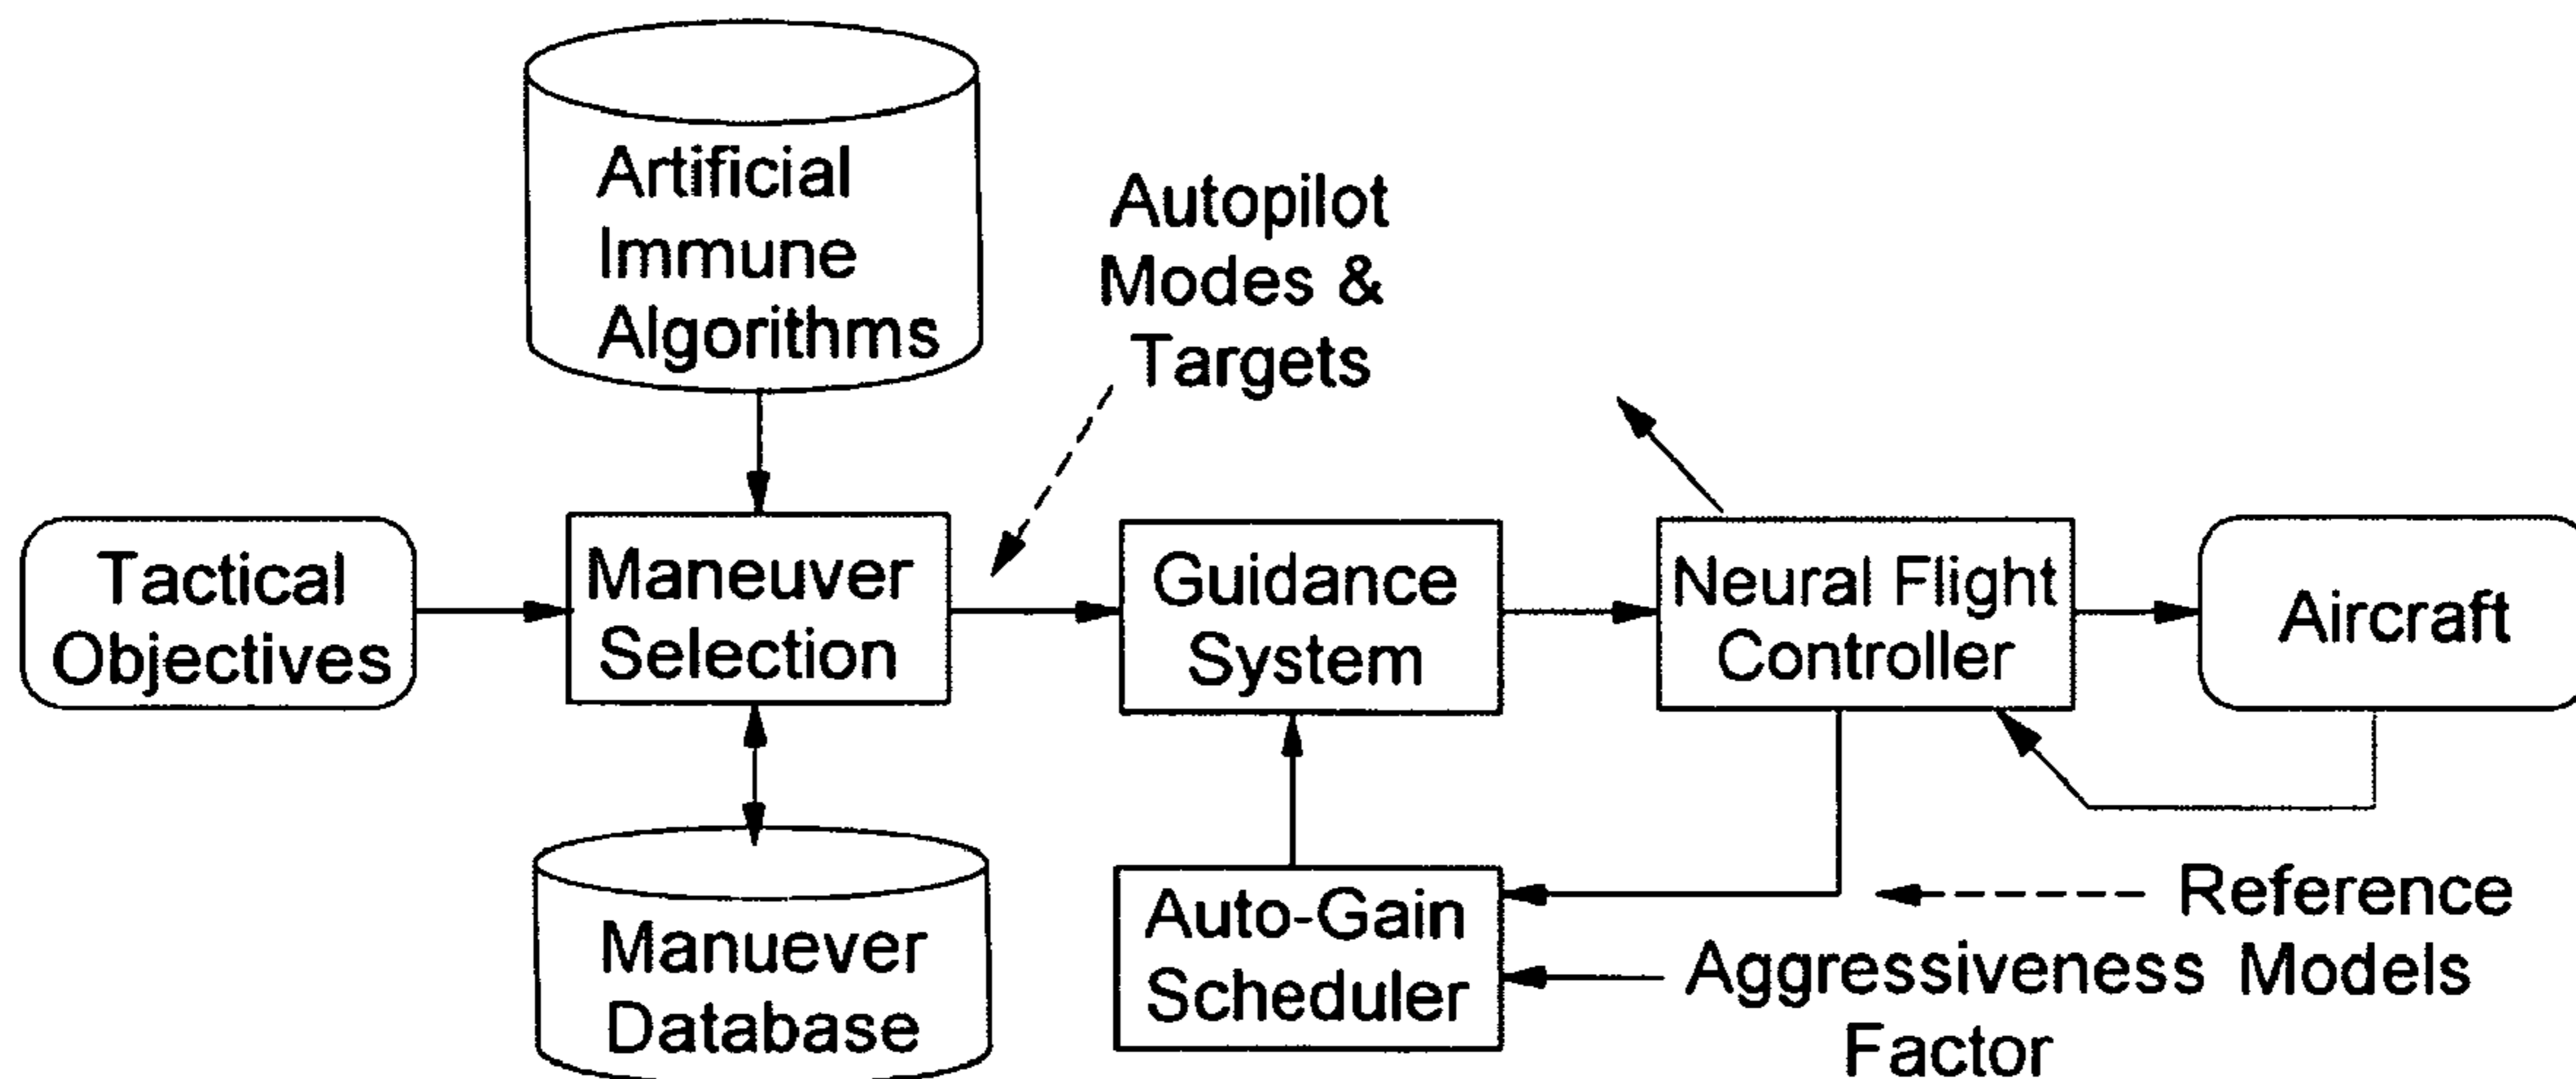 Artificial
Immune
Algorithms
Autopilot
Modes &
Targets
Tactical
Objectives
Maneuver
Selection
Guidance
System
Neural Flight
Controller
Aircraft
Manuever
Database
Auto-Gain
Scheduler
Reference
Models
Aggressiveness
Factor